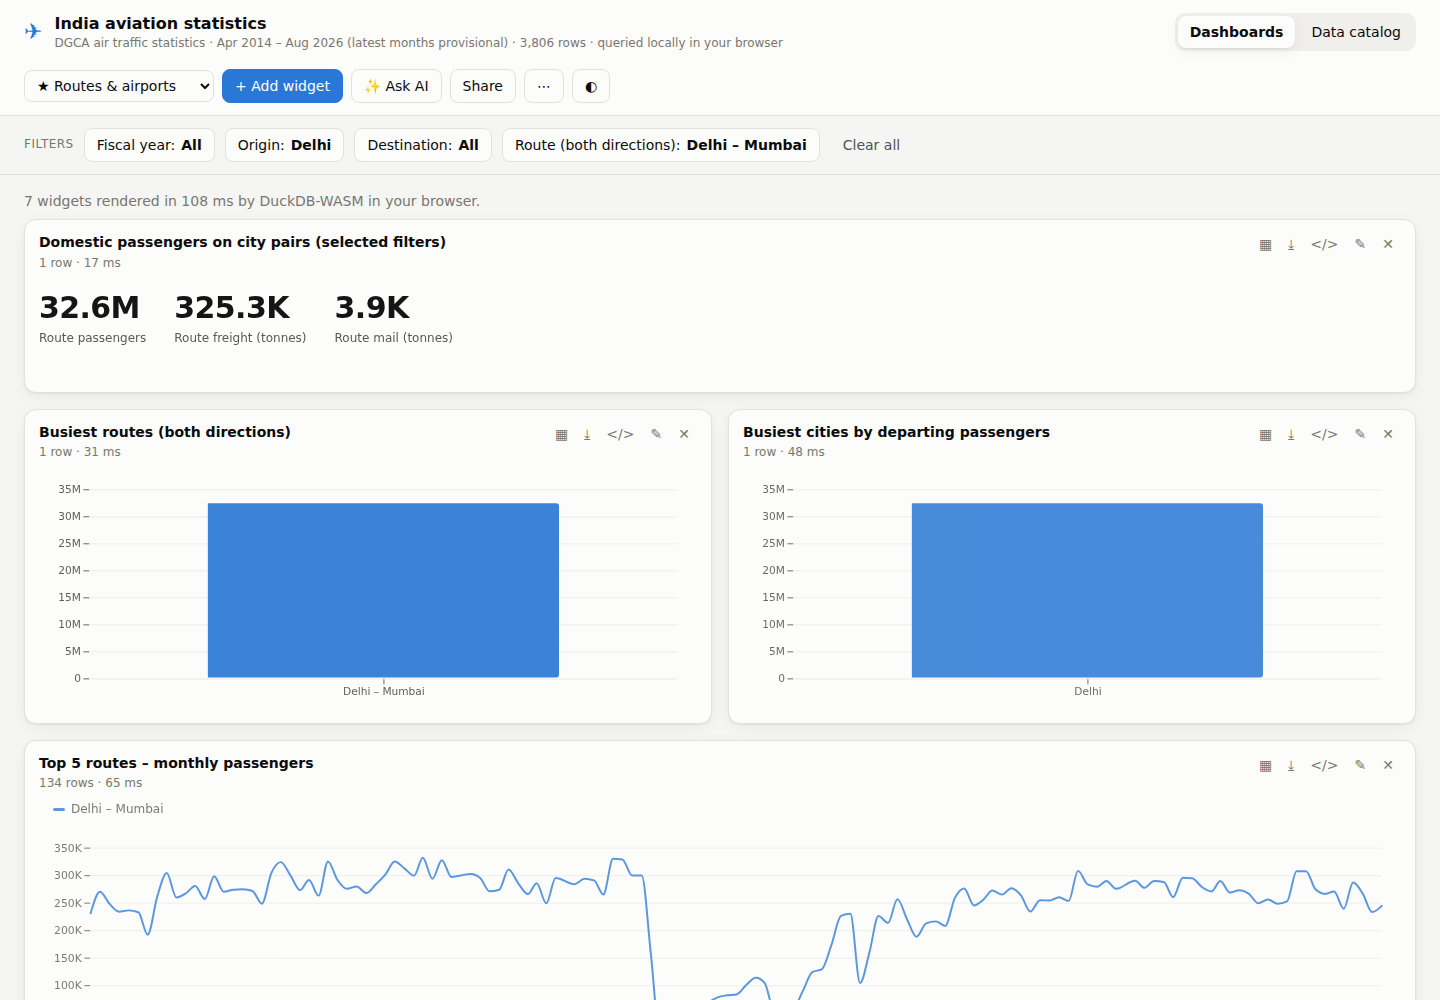 India aviation statistics
DGCA air traffic statistics · Apr 2014 – Aug 2026 (latest months provisional) · 3,806 rows · queried locally in your browser
Dashboards Data catalog
★ Routes & airports + Add widget ✨ Ask AI Share ⋯ ◐
FILTERS Fiscal year: All Origin: Delhi Destination: All Route (both directions): Delhi – Mumbai Clear all
7 widgets rendered in 108 ms by DuckDB-WASM in your browser.
Domestic passengers on city pairs (selected filters)
</>
1 row · 17 ms
32.6M 325.3K 3.9K
Route passengers Route freight (tonnes) Route mail (tonnes)
Busiest routes (both directions)
</>
1 row · 31 ms
35M
30M
25M
20M
15M
10M
5M
0
Delhi – Mumbai
Busiest cities by departing passengers
</>
1 row · 48 ms
35M
30M
25M
20M
15M
10M
5M
0
Delhi
Top 5 routes – monthly passengers
</>
134 rows · 65 ms
Delhi – Mumbai
350K
300K
250K
200K
150K
100K